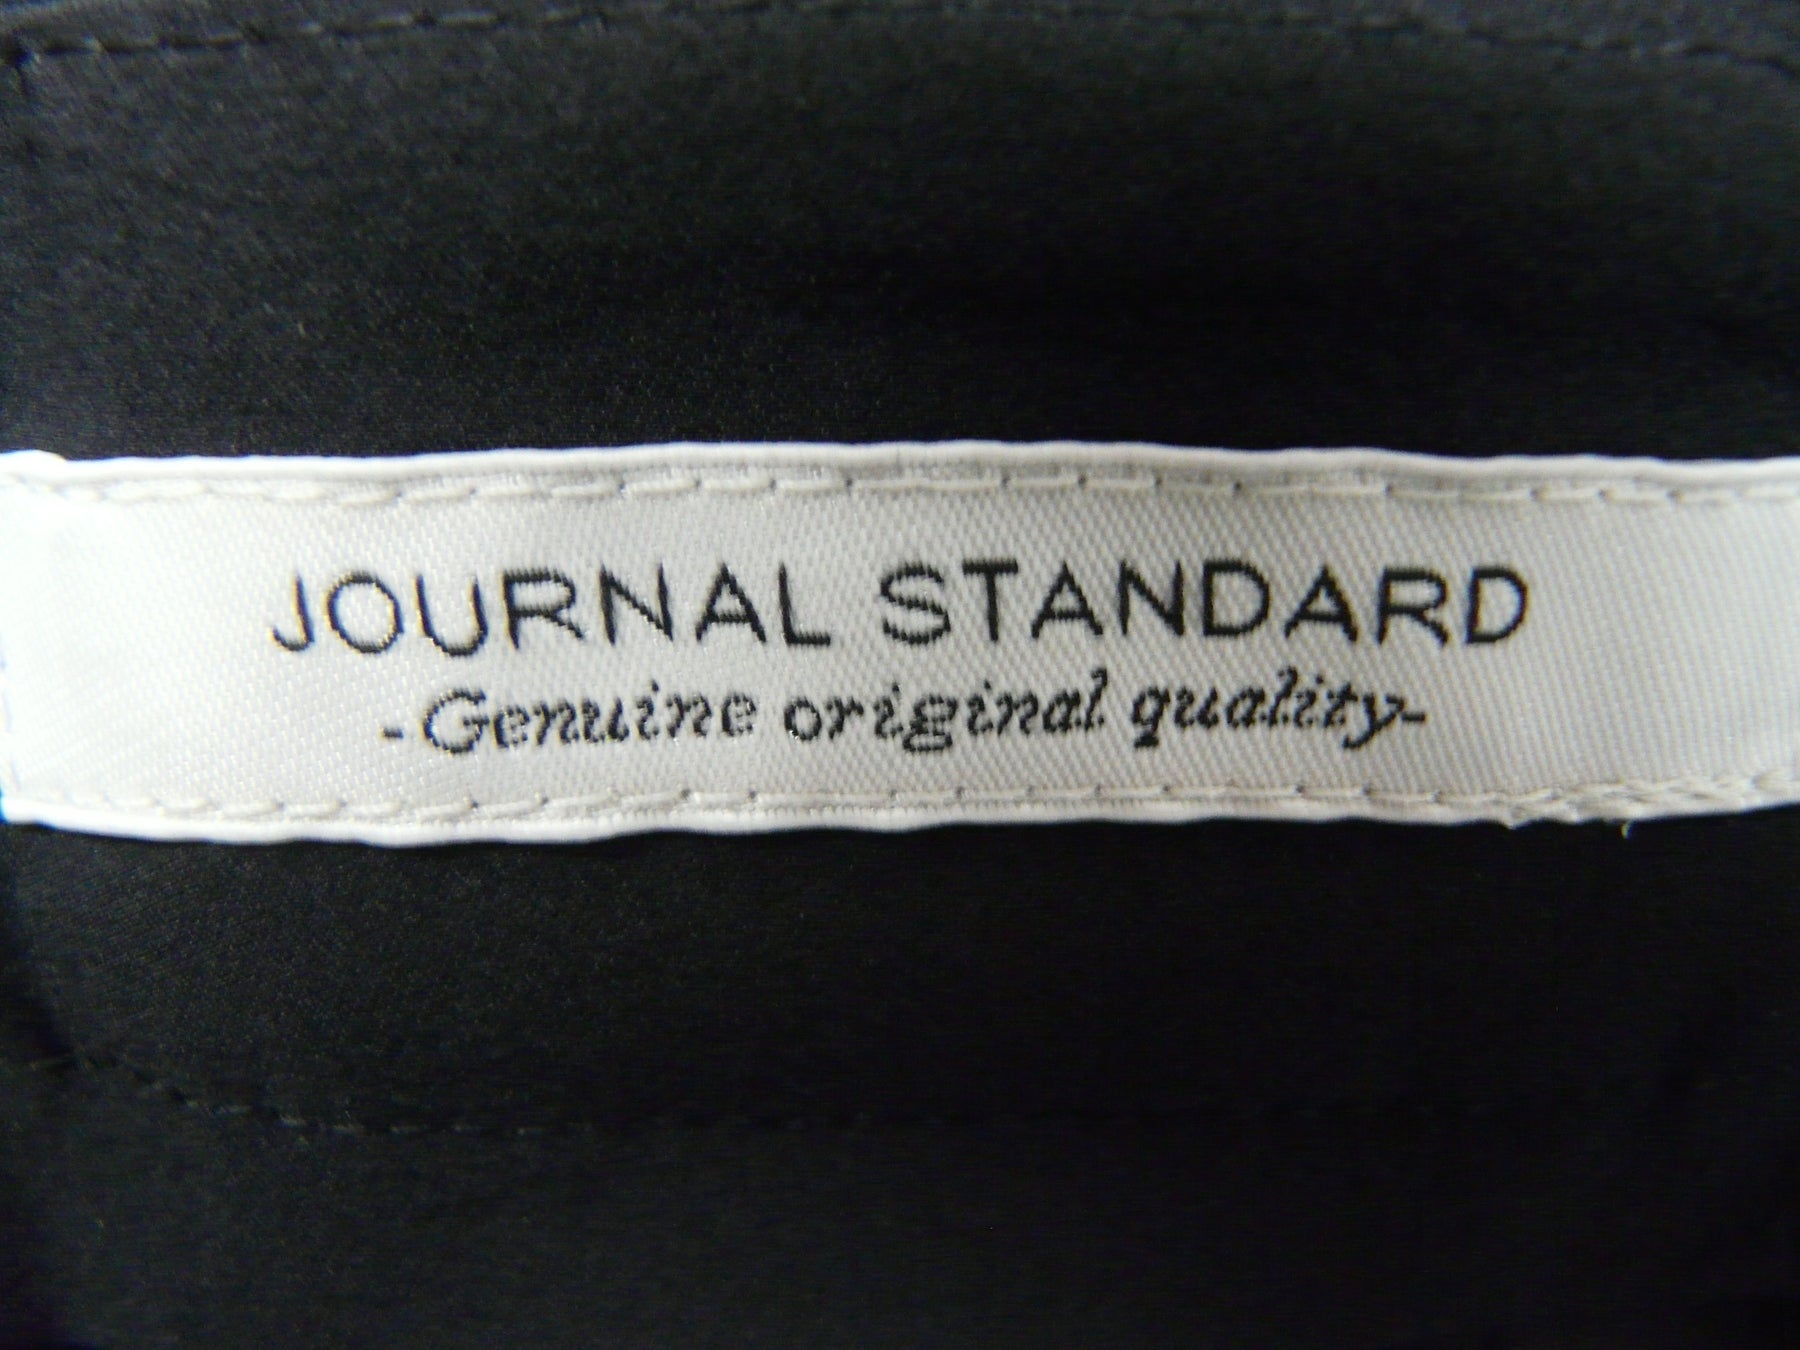 JOURNAL STANDARD
-Genuine original quality-